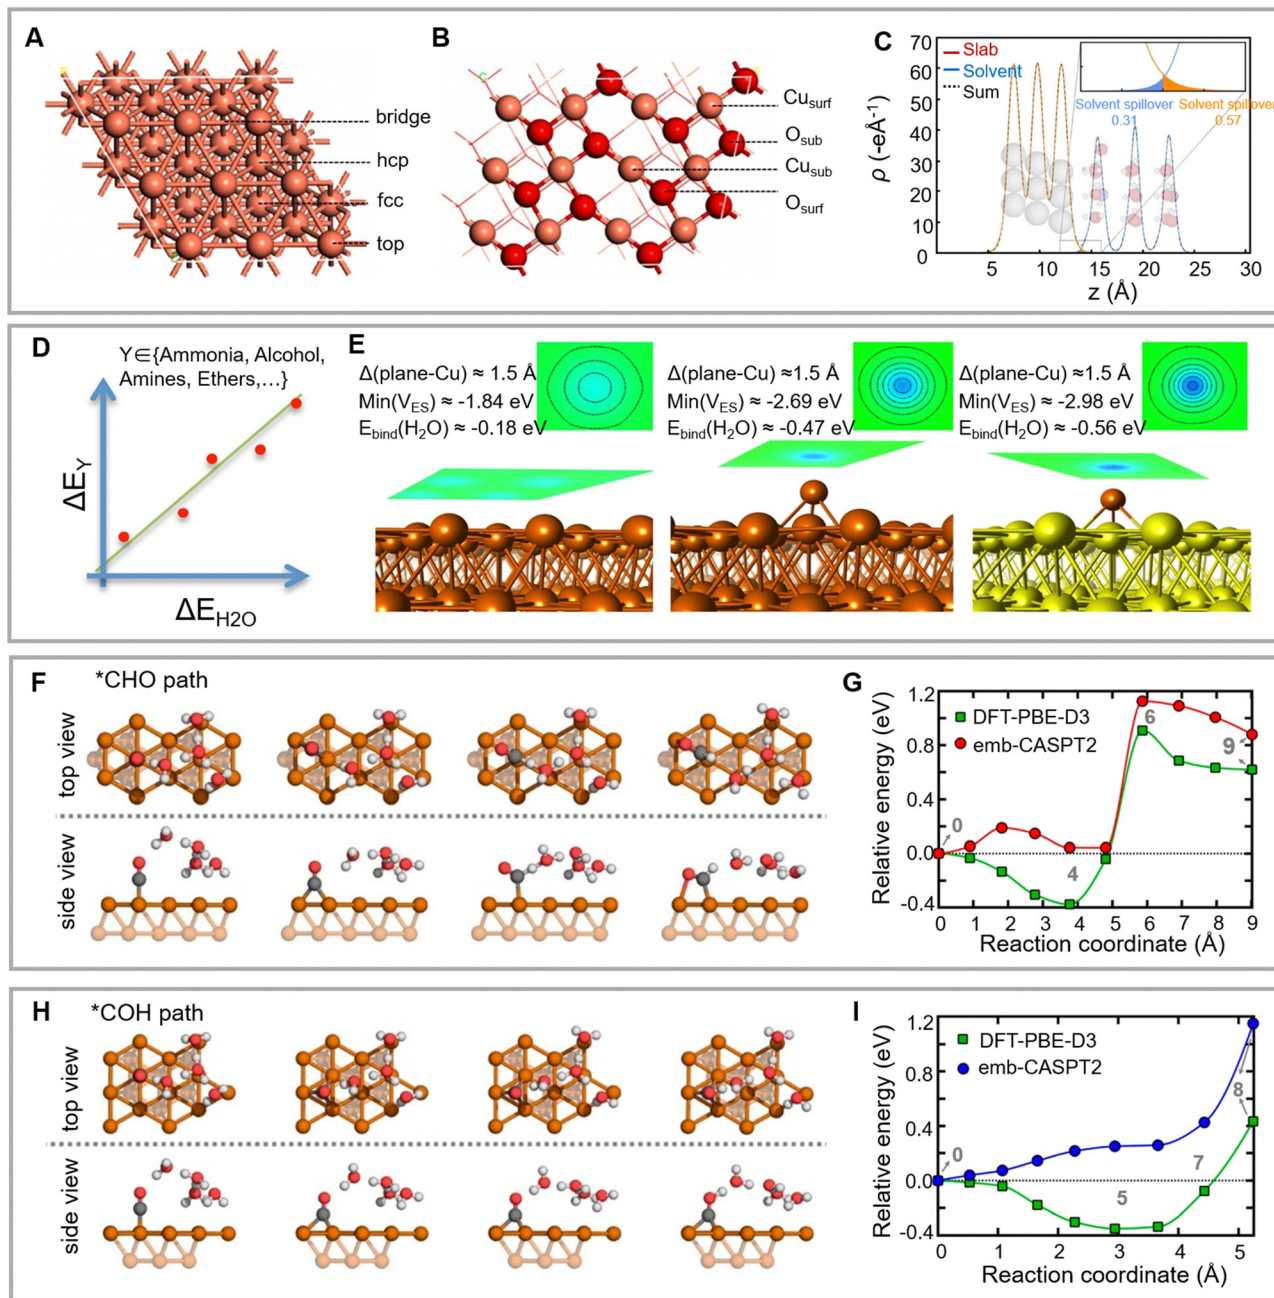 A
bridge
hcp
fcc
top
B
Cusurf
Osub
Cusub
Osurf
C
70
60
50
40
30
20
10
0
ρ (-eÅ-1)
Slab
Solvent
Sum
Solvent spillover
0.31
Solvent spillover
0.57
5 10 15 20 25 30
z (Å)
D
Y∈{Ammonia, Alcohol,
Amines, Ethers,...}
ΔEY
ΔEH2O
E
Δ(plane-Cu) ≈ 1.5 Å
Min(VES) ≈ -1.84 eV
Ebind(H2O) ≈ -0.18 eV
Δ(plane-Cu) ≈1.5 Å
Min(VES) ≈ -2.69 eV
Ebind(H2O) ≈ -0.47 eV
Δ(plane-Cu) ≈1.5 Å
Min(VES) ≈ -2.98 eV
Ebind(H2O) ≈ -0.56 eV
F
*CHO path
top view
side view
G
Relative energy (eV)
1.2
0.8
0.4
0.0
-0.4
DFT-PBE-D3
emb-CASPT2
0
4
6
9
0 1 2 3 4 5 6 7 8 9
Reaction coordinate (Å)
H
*COH path
top view
side view
I
Relative energy (eV)
1.2
0.8
0.4
0.0
-0.4
DFT-PBE-D3
emb-CASPT2
0
5
7
8
0 1 2 3 4 5
Reaction coordinate (Å)